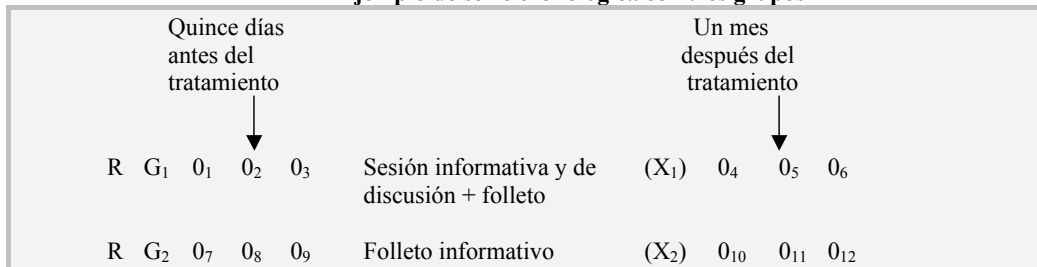 Quince días Un mes
antes del después del
tratamiento tratamiento
R G₁ 0₁ 0₂ 0₃ Sesión informativa y de (X₁) 0₄ 0₅ 0₆
discusión + folleto
R G₂ 0₇ 0₈ 0₉ Folleto informativo (X₂) 0₁₀ 0₁₁ 0₁₂